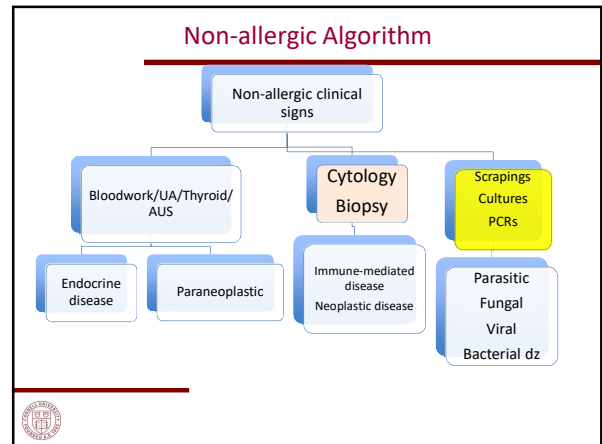 Non-allergic Algorithm
Non-allergic clinical
signs
Bloodwork/UA/Thyroid/
AUS
Cytology
Biopsy
Scrapings
Cultures
PCRs
Endocrine
disease
Paraneoplastic
Immune-mediated
disease
Neoplastic disease
Parasitic
Fungal
Viral
Bacterial dz